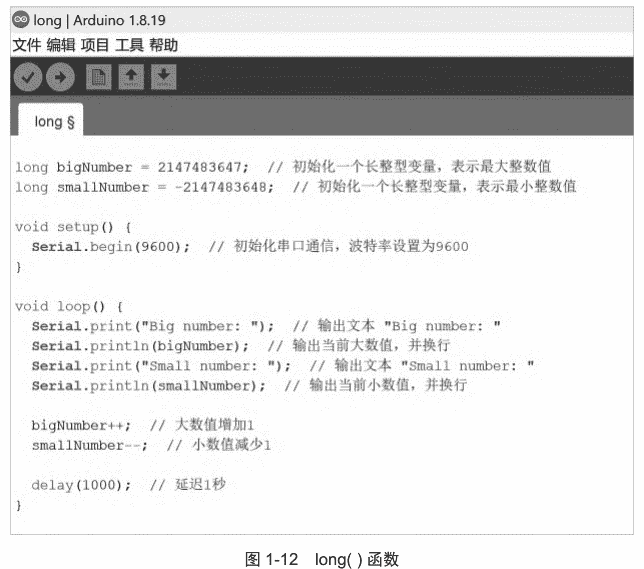 long | Arduino 1.8.19
文件 编辑 项目 工具 帮助
long §
long bigNumber = 2147483647;  // 初始化一个长整型变量，表示最大整数值
long smallNumber = -2147483648;  // 初始化一个长整型变量，表示最小整数值
void setup() {
Serial.begin(9600);  // 初始化串口通信，波特率设置为9600
}
void loop() {
Serial.print("Big number: ");  // 输出文本 "Big number: "
Serial.println(bigNumber);  // 输出当前大数值，并换行
Serial.print("Small number: ");  // 输出文本 "Small number: "
Serial.println(smallNumber);  // 输出当前小数值，并换行
bigNumber++;  // 大数值增加1
smallNumber--;  // 小数值减少1
delay(1000);  // 延迟1秒
}
图 1-12 long( ) 函数